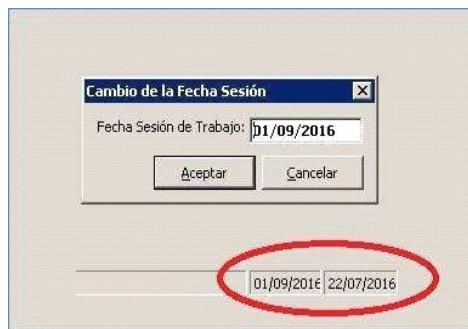 Cambio de la Fecha Sesión
Fecha Sesión de Trabajo: 01/09/2016
Aceptar Cancelar
01/09/2016 22/07/2016